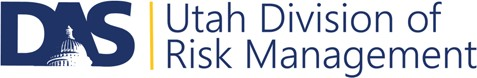 DAS
Utah Division of
Risk Management